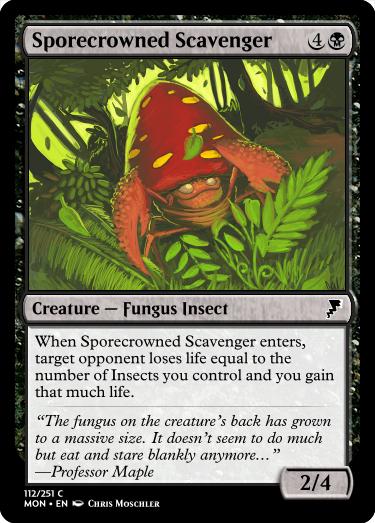 Sporecrowned Scavenger 4
Creature — Fungus Insect
When Sporecrowned Scavenger enters,
target opponent loses life equal to the
number of Insects you control and you gain
that much life.
“The fungus on the creature's back has grown
to a massive size. It doesn't seem to do much
but eat and stare blankly anymore…”
—Professor Maple
2/4
112/251 C
MON • EN Chris Moschler